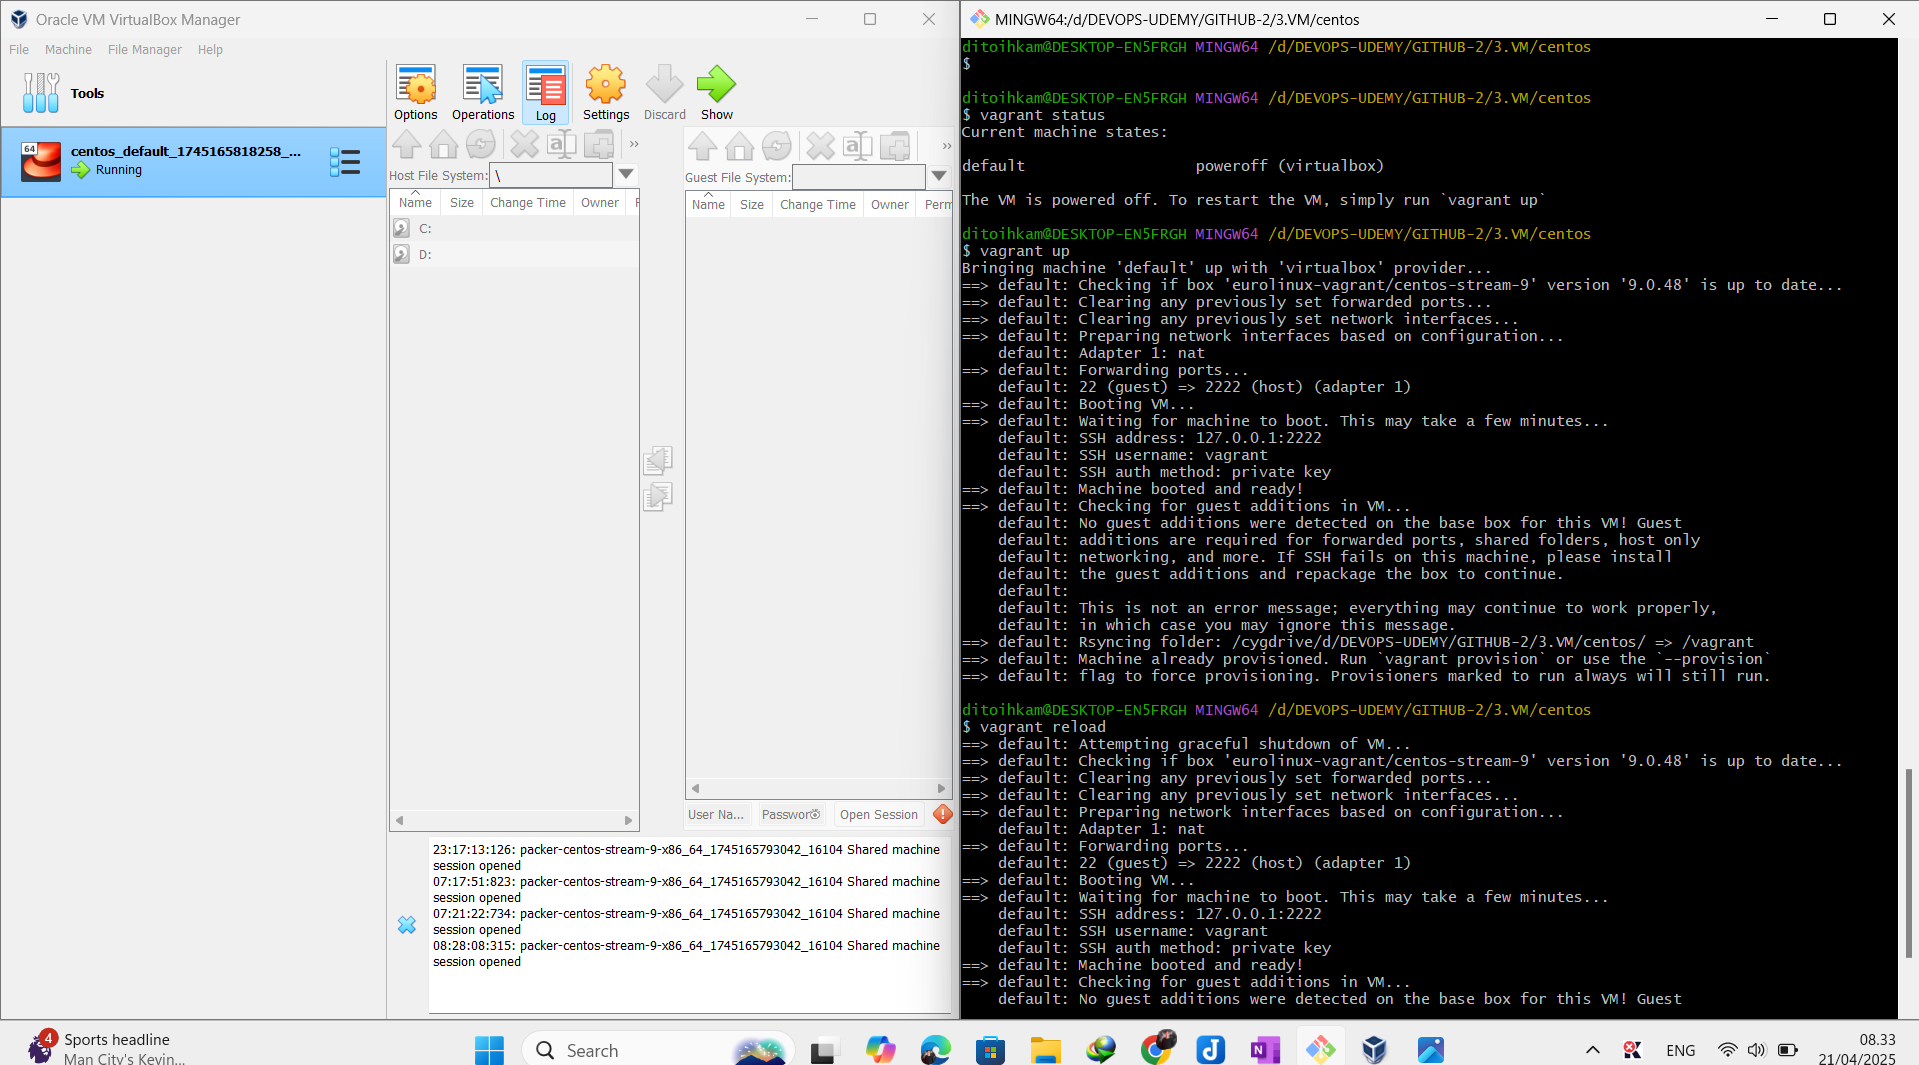 Oracle VM VirtualBox Manager
File Machine File Manager Help
Tools
64
centos_default_1745165818258_...
Running
Options Operations Log Settings Discard Show
Host File System: \
Name Size Change Time Owner
C:
D:
Guest File System:
Name Size Change Time Owner Perm
User Na... Passwor Open Session
23:17:13:126: packer-centos-stream-9-x86_64_1745165793042_16104 Shared machine
session opened
07:17:51:823: packer-centos-stream-9-x86_64_1745165793042_16104 Shared machine
session opened
07:21:22:734: packer-centos-stream-9-x86_64_1745165793042_16104 Shared machine
session opened
08:28:08:315: packer-centos-stream-9-x86_64_1745165793042_16104 Shared machine
session opened
MINGW64:/d/DEVOPS-UDEMY/GITHUB-2/3.VM/centos
ditoihkam@DESKTOP-EN5FRGH MINGW64 /d/DEVOPS-UDEMY/GITHUB-2/3.VM/centos
$
ditoihkam@DESKTOP-EN5FRGH MINGW64 /d/DEVOPS-UDEMY/GITHUB-2/3.VM/centos
$ vagrant status
Current machine states:
default poweroff (virtualbox)
The VM is powered off. To restart the VM, simply run `vagrant up`
ditoihkam@DESKTOP-EN5FRGH MINGW64 /d/DEVOPS-UDEMY/GITHUB-2/3.VM/centos
$ vagrant up
Bringing machine 'default' up with 'virtualbox' provider...
==> default: Checking if box 'eurolinux-vagrant/centos-stream-9' version '9.0.48' is up to date...
==> default: Clearing any previously set forwarded ports...
==> default: Clearing any previously set network interfaces...
==> default: Preparing network interfaces based on configuration...
default: Adapter 1: nat
==> default: Forwarding ports...
default: 22 (guest) => 2222 (host) (adapter 1)
==> default: Booting VM...
==> default: Waiting for machine to boot. This may take a few minutes...
default: SSH address: 127.0.0.1:2222
default: SSH username: vagrant
default: SSH auth method: private key
==> default: Machine booted and ready!
==> default: Checking for guest additions in VM...
default: No guest additions were detected on the base box for this VM! Guest
default: additions are required for forwarded ports, shared folders, host only
default: networking, and more. If SSH fails on this machine, please install
default: the guest additions and repackage the box to continue.
default:
default: This is not an error message; everything may continue to work properly,
default: in which case you may ignore this message.
==> default: Rsyncing folder: /cygdrive/d/DEVOPS-UDEMY/GITHUB-2/3.VM/centos/ => /vagrant
==> default: Machine already provisioned. Run `vagrant provision` or use the `--provision`
==> default: flag to force provisioning. Provisioners marked to run always will still run.
ditoihkam@DESKTOP-EN5FRGH MINGW64 /d/DEVOPS-UDEMY/GITHUB-2/3.VM/centos
$ vagrant reload
==> default: Attempting graceful shutdown of VM...
==> default: Checking if box 'eurolinux-vagrant/centos-stream-9' version '9.0.48' is up to date...
==> default: Clearing any previously set forwarded ports...
==> default: Clearing any previously set network interfaces...
==> default: Preparing network interfaces based on configuration...
default: Adapter 1: nat
==> default: Forwarding ports...
default: 22 (guest) => 2222 (host) (adapter 1)
==> default: Booting VM...
==> default: Waiting for machine to boot. This may take a few minutes...
default: SSH address: 127.0.0.1:2222
default: SSH username: vagrant
default: SSH auth method: private key
==> default: Machine booted and ready!
==> default: Checking for guest additions in VM...
default: No guest additions were detected on the base box for this VM! Guest
4 Sports headline
Man City's Kevin...
Search
ENG
08.33
21/04/2025